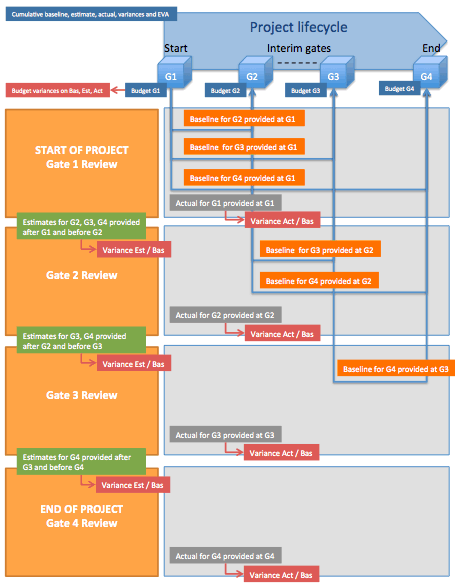 Cumulative baseline, estimate, actual, variances and EVA
Project lifecycle
Start
Interim gates
End
G1
G2
G3
G4
Budget variances on Bas, Est, Act
Budget G1
Budget G2
Budget G3
Budget G4
START OF PROJECT
Gate 1 Review
Baseline for G2 provided at G1
Baseline for G3 provided at G1
Baseline for G4 provided at G1
Actual for G1 provided at G1
Variance Act / Bas
Estimates for G2, G3, G4 provided
after G1 and before G2
Variance Est / Bas
Gate 2 Review
Baseline for G3 provided at G2
Baseline for G4 provided at G2
Actual for G2 provided at G2
Variance Act / Bas
Estimates for G3, G4 provided
after G2 and before G3
Variance Est / Bas
Gate 3 Review
Baseline for G4 provided at G3
Actual for G3 provided at G3
Variance Act / Bas
Estimates for G4 provided after
G3 and before G4
Variance Est / Bas
END OF PROJECT
Gate 4 Review
Actual for G4 provided at G4
Variance Act / Bas